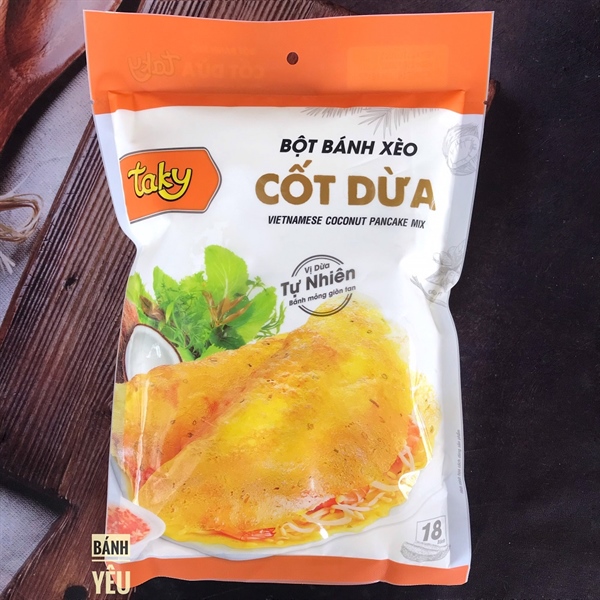 taky
BỘT BÁNH XÈO
CỐT DỪA
VIETNAMESE COCONUT PANCAKE MIX
Vị Dừa
Tự Nhiên
Bánh mỏng giòn tan
18
BÁNH
YÊU